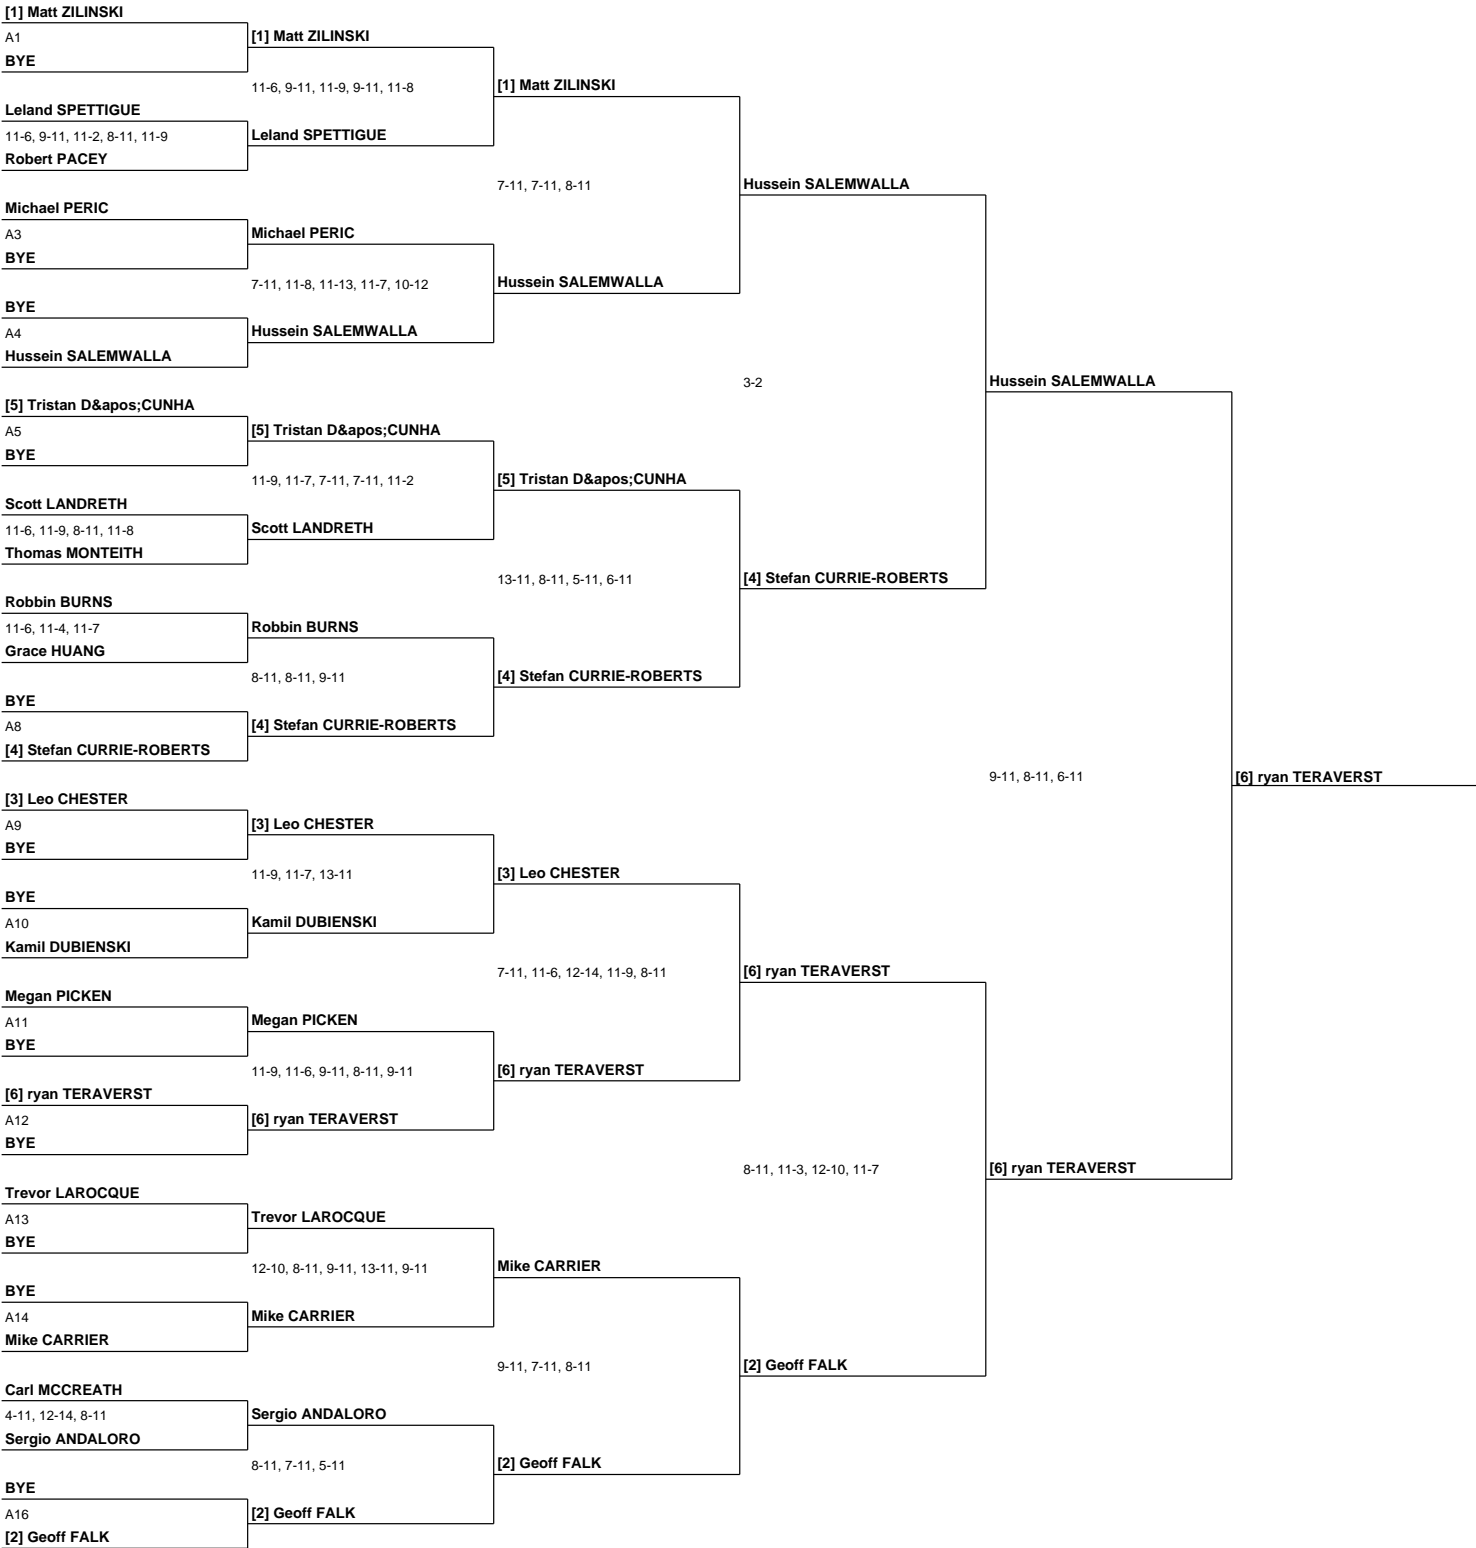 [1] Matt ZILINSKI
A1
BYE
Leland SPETTIGUE
11-6, 9-11, 11-2, 8-11, 11-9
Robert PACEY
Michael PERIC
A3
BYE
BYE
A4
Hussein SALEMWALLA
[5] Tristan D&apos;CUNHA
A5
BYE
Scott LANDRETH
11-6, 11-9, 8-11, 11-8
Thomas MONTEITH
Robbin BURNS
11-6, 11-4, 11-7
Grace HUANG
BYE
A8
[4] Stefan CURRIE-ROBERTS
[3] Leo CHESTER
A9
BYE
BYE
A10
Kamil DUBIENSKI
Megan PICKEN
A11
BYE
[6] ryan TERAVERST
A12
BYE
Trevor LAROCQUE
A13
BYE
BYE
A14
Mike CARRIER
Carl MCCREATH
4-11, 12-14, 8-11
Sergio ANDALORO
BYE
A16
[2] Geoff FALK
[1] Matt ZILINSKI
11-6, 9-11, 11-9, 9-11, 11-8
Leland SPETTIGUE
Michael PERIC
7-11, 11-8, 11-13, 11-7, 10-12
Hussein SALEMWALLA
[5] Tristan D&apos;CUNHA
11-9, 11-7, 7-11, 7-11, 11-2
Scott LANDRETH
Robbin BURNS
8-11, 8-11, 9-11
[4] Stefan CURRIE-ROBERTS
[3] Leo CHESTER
11-9, 11-7, 13-11
Kamil DUBIENSKI
Megan PICKEN
11-9, 11-6, 9-11, 8-11, 9-11
[6] ryan TERAVERST
Trevor LAROCQUE
12-10, 8-11, 9-11, 13-11, 9-11
Mike CARRIER
Sergio ANDALORO
8-11, 7-11, 5-11
[2] Geoff FALK
[1] Matt ZILINSKI
7-11, 7-11, 8-11
Hussein SALEMWALLA
[5] Tristan D&apos;CUNHA
13-11, 8-11, 5-11, 6-11
[4] Stefan CURRIE-ROBERTS
[3] Leo CHESTER
7-11, 11-6, 12-14, 11-9, 8-11
[6] ryan TERAVERST
Mike CARRIER
9-11, 7-11, 8-11
[2] Geoff FALK
Hussein SALEMWALLA
3-2
[4] Stefan CURRIE-ROBERTS
[6] ryan TERAVERST
8-11, 11-3, 12-10, 11-7
[2] Geoff FALK
Hussein SALEMWALLA
9-11, 8-11, 6-11
[6] ryan TERAVERST
[6] ryan TERAVERST